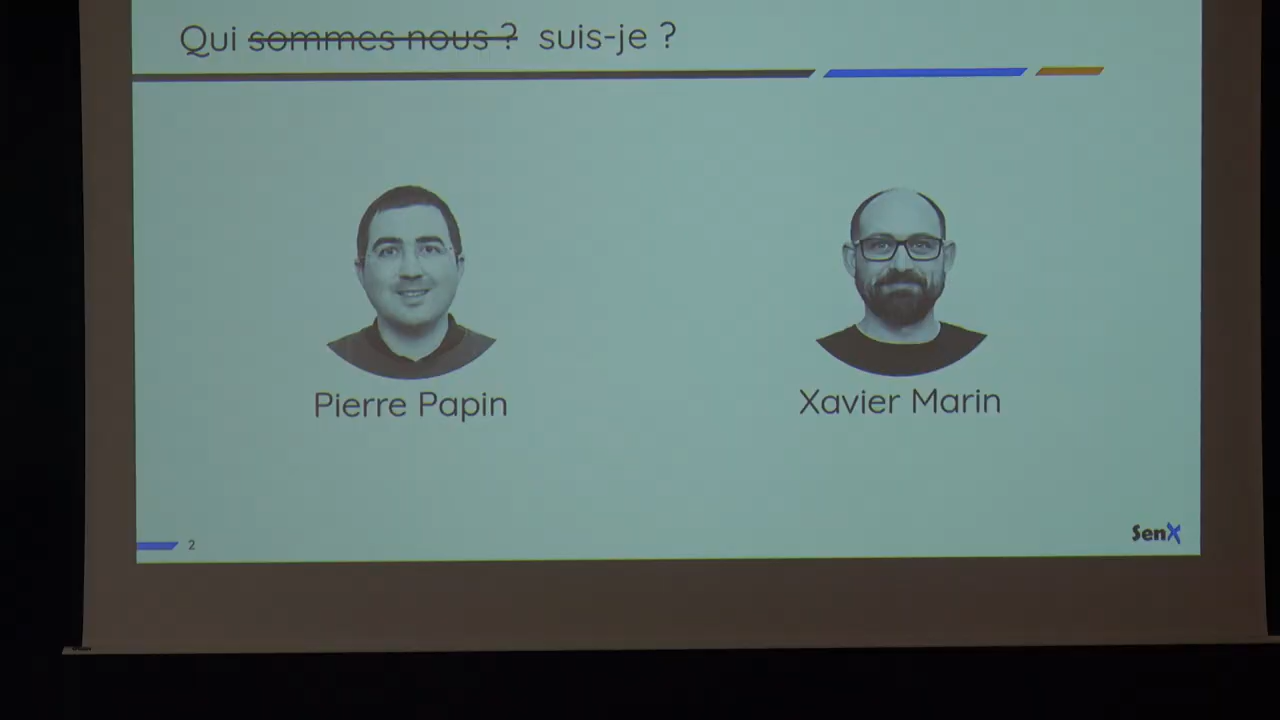 Qui sommes nous ? suis-je ?
Pierre Papin
Xavier Marin
2
SenX